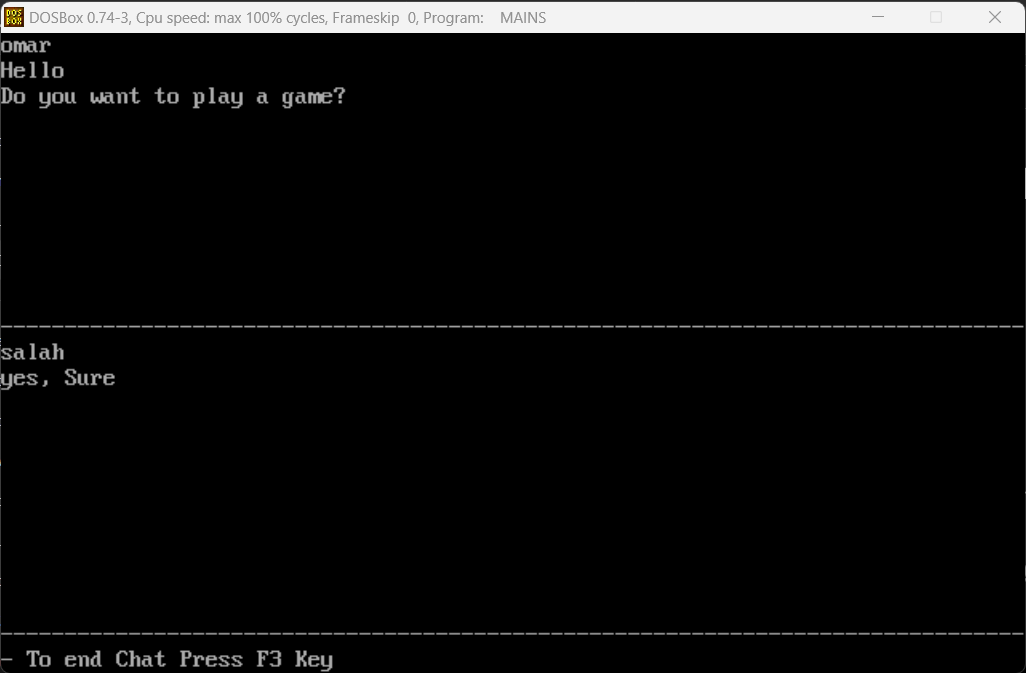 DOSBox 0.74-3, Cpu speed: max 100% cycles, Frameskip 0, Program: MAINS
omar
Hello
Do you want to play a game?
--------------------------------------------------------------------------------
salah
yes, Sure
--------------------------------------------------------------------------------
- To end Chat Press F3 Key